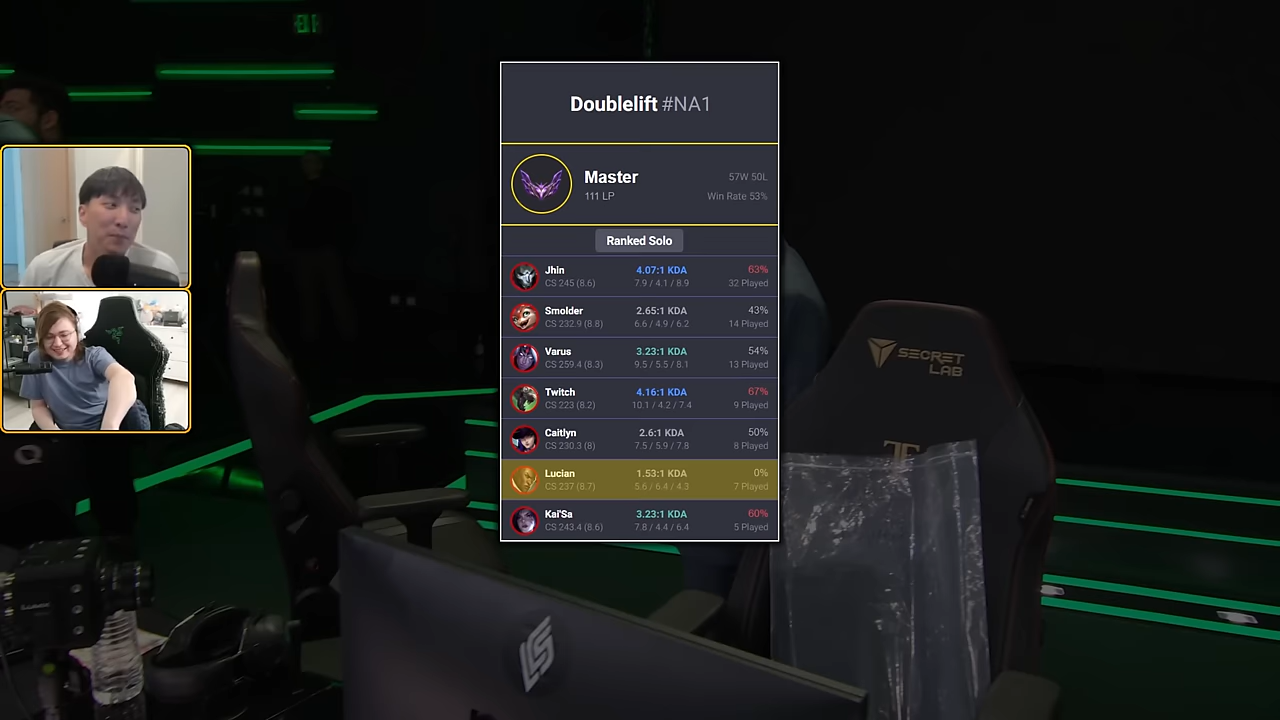 Doublelift #NA1
Master
111 LP
57W 50L
Win Rate 53%
Ranked Solo
Jhin 4.07:1 KDA 63%
CS 245 (8.6) 7.9 / 4.1 / 8.9 32 Played
Smolder 2.65:1 KDA 43%
CS 232.9 (8.8) 6.6 / 4.9 / 6.2 14 Played
Varus 3.23:1 KDA 54%
CS 259.4 (8.3) 9.5 / 5.5 / 8.1 13 Played
Twitch 4.16:1 KDA 67%
CS 223 (8.2) 10.1 / 4.2 / 7.4 9 Played
Caitlyn 2.6:1 KDA 50%
CS 230.3 (8) 7.5 / 5.9 / 7.8 8 Played
Lucian 1.53:1 KDA 0%
CS 237 (8.7) 5.6 / 6.4 / 4.3 7 Played
Kai'Sa 3.23:1 KDA 60%
CS 243.4 (8.6) 7.8 / 4.4 / 6.4 5 Played
SECRET
LAB